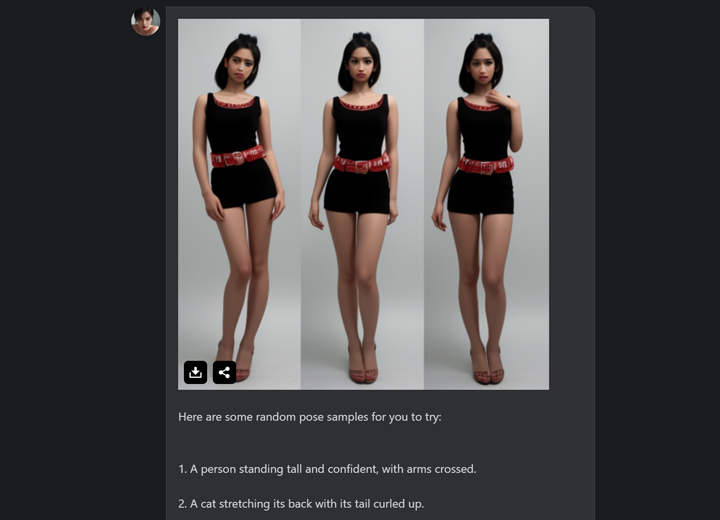 Here are some random pose samples for you to try:
1. A person standing tall and confident, with arms crossed.
2. A cat stretching its back with its tail curled up.